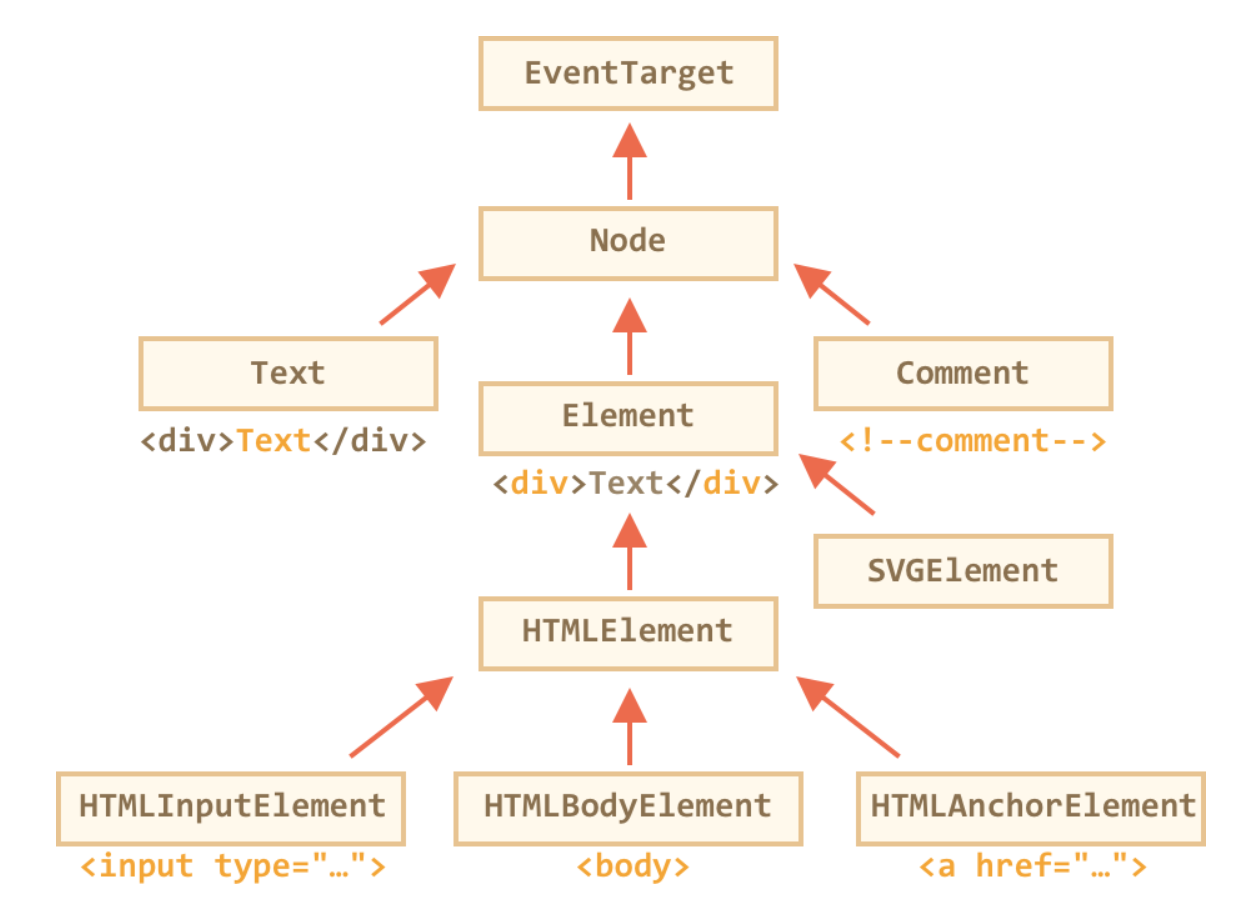 EventTarget
Node
Text
Element
Comment
<div>Text</div>
<!--comment-->
<div>Text</div>
SVGElement
HTMLElement
HTMLInputElement
HTMLBodyElement
HTMLAnchorElement
<input type="…">
<body>
<a href="…">